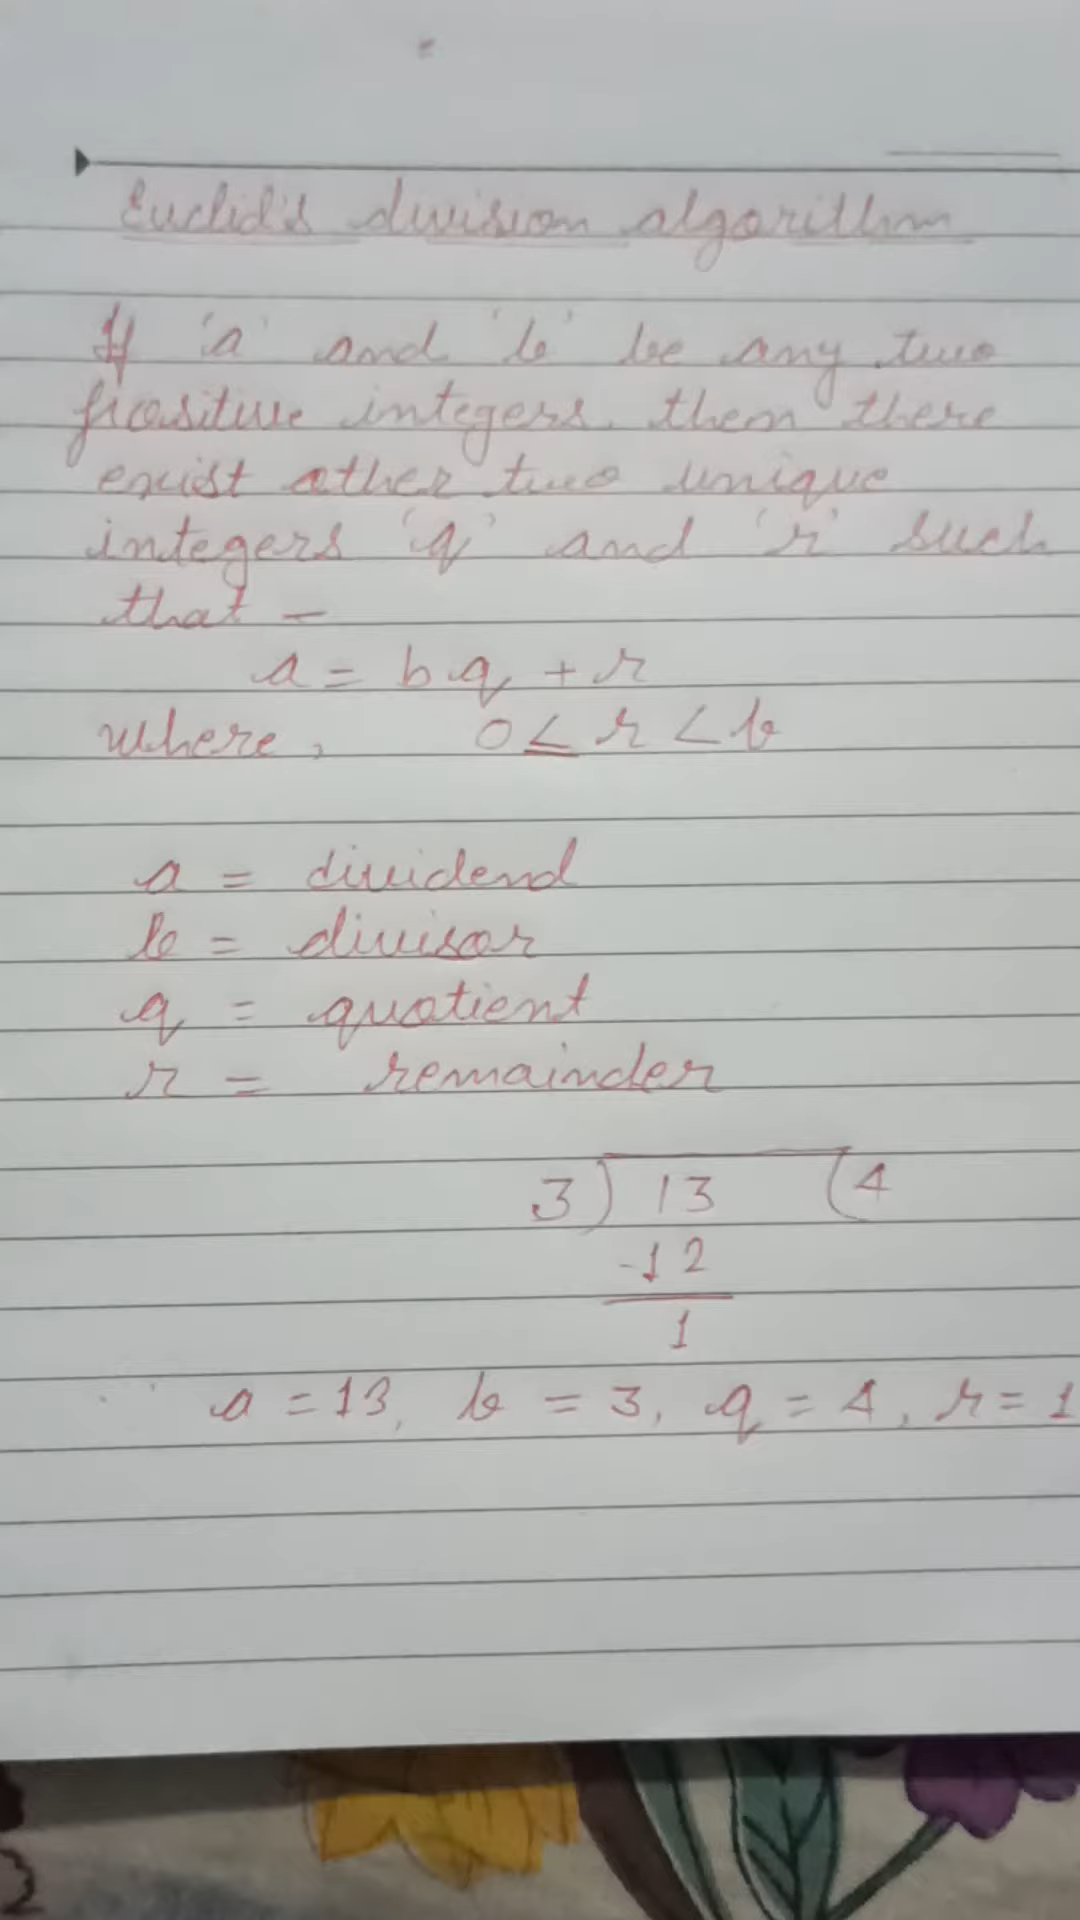 Euclid's division algorithm
If 'a' and 'b' be any two
positive integers. then there
exist other two unique
integers 'q' and 'r' such
that –
a = bq + r
where, 0 ≤ r < b
a = dividend
b = divisor
q = quotient
r = remainder
3 ) 13 ( 4
-12
1
a = 13, b = 3, q = 4, r = 1